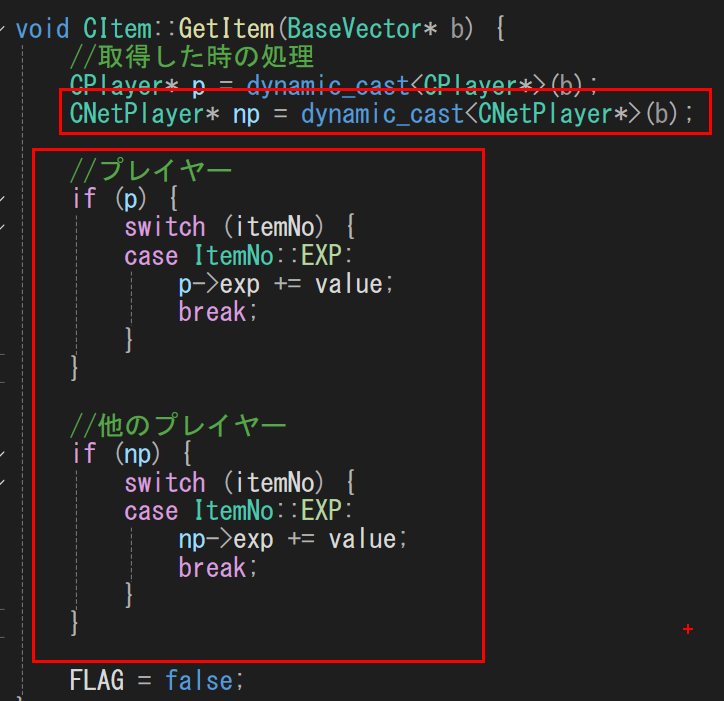 void CItem::GetItem(BaseVector* b) {
//取得した時の処理
CPlayer* p = dynamic_cast<CPlayer*>(b);
CNetPlayer* np = dynamic_cast<CNetPlayer*>(b);
//プレイヤー
if (p) {
switch (itemNo) {
case ItemNo::EXP:
p->exp += value;
break;
}
}
//他のプレイヤー
if (np) {
switch (itemNo) {
case ItemNo::EXP:
np->exp += value;
break;
}
}
FLAG = false;